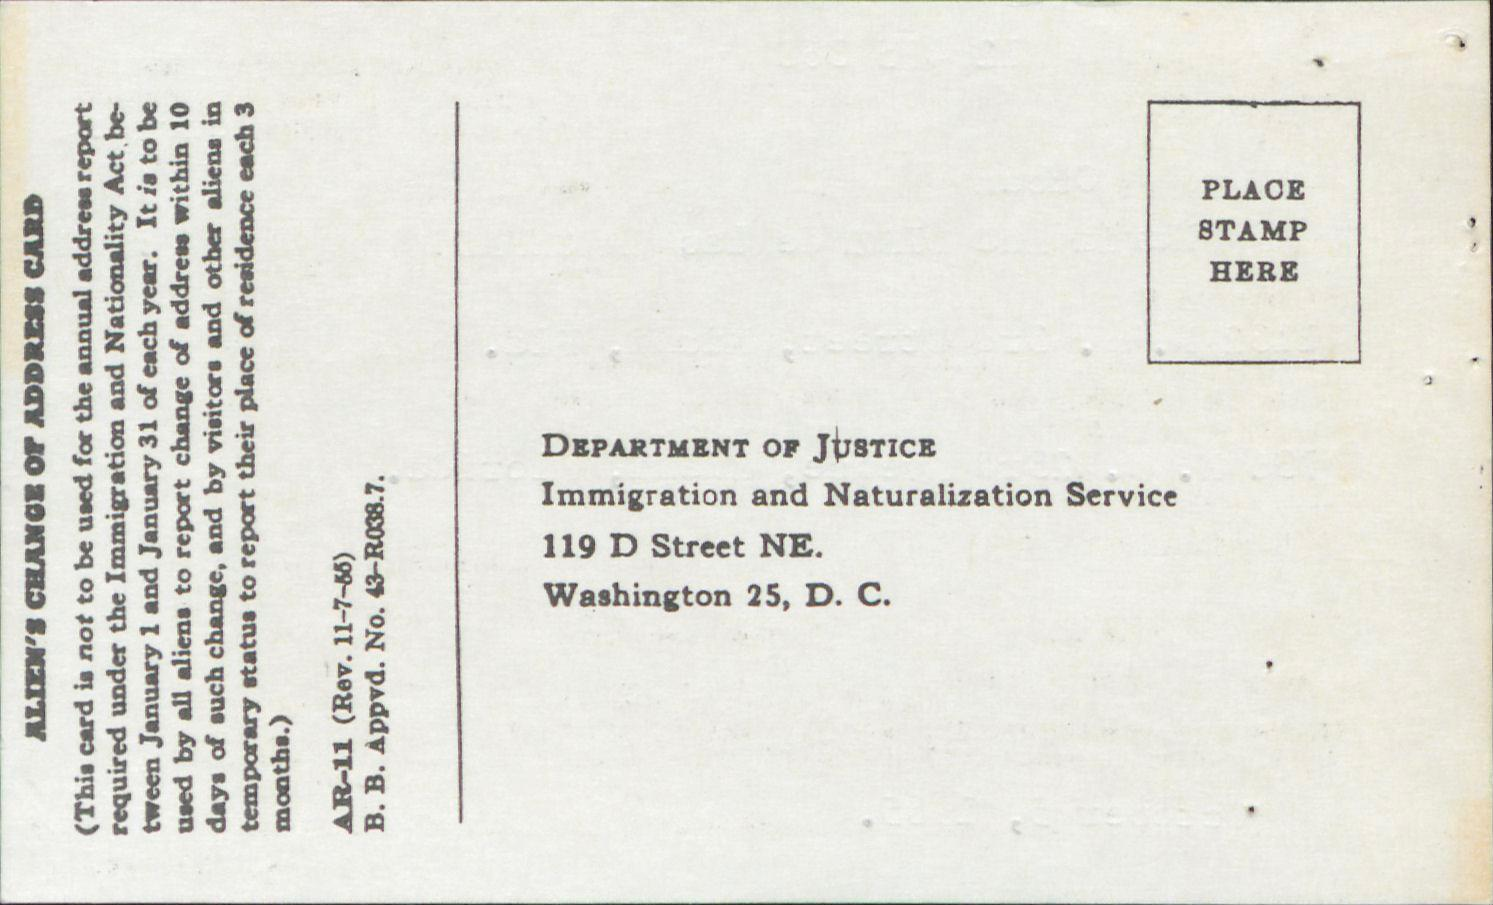 ALIEN'S CHANGE OF ADDRESS CARD
(This card is not to be used for the annual address report
required under the Immigration and Nationality Act be-
tween January 1 and January 31 of each year. It is to be
used by all aliens to report change of address within 10
days of such change, and by visitors and other aliens in
temporary status to report their place of residence each 3
months.)
AR-11 (Rev. 11-7-55)
B. B. Appvd. No. 43-R038.7.
PLACE
STAMP
HERE
DEPARTMENT OF JUSTICE
Immigration and Naturalization Service
119 D Street NE.
Washington 25, D. C.